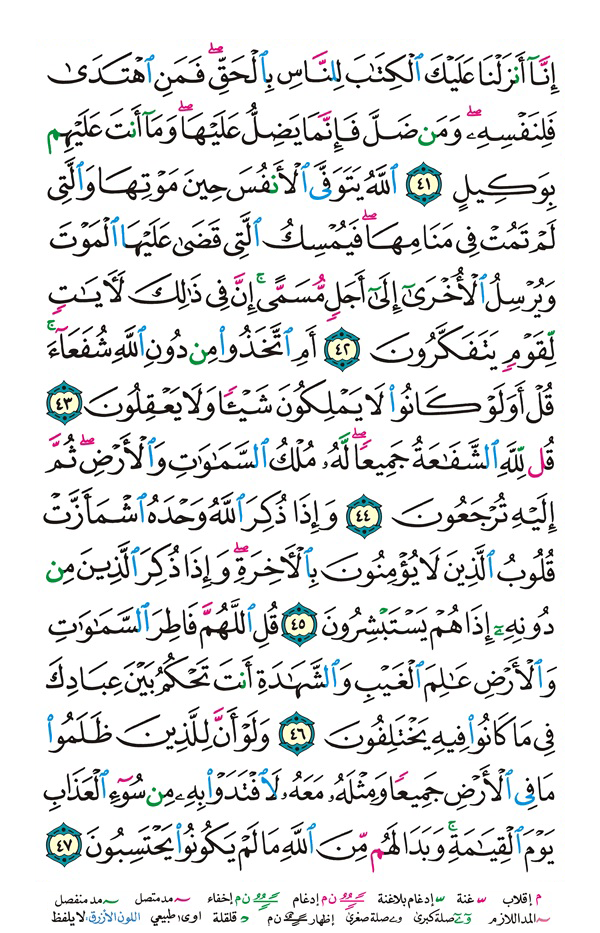 إِنَّآ أَنزَلْنَا عَلَيْكَ ٱلْكِتَٰبَ لِلنَّاسِ بِٱلْحَقِّ ۖ فَمَنِ ٱهْتَدَىٰ
فَلِنَفْسِهِۦ ۖ وَمَن ضَلَّ فَإِنَّمَا يَضِلُّ عَلَيْهَا ۖ وَمَآ أَنتَ عَلَيْهِم
بِوَكِيلٍ ٤١ ٱللَّهُ يَتَوَفَّى ٱلْأَنفُسَ حِينَ مَوْتِهَا وَٱلَّتِى
لَمْ تَمُتْ فِى مَنَامِهَا ۖ فَيُمْسِكُ ٱلَّتِى قَضَىٰ عَلَيْهَا ٱلْمَوْتَ
وَيُرْسِلُ ٱلْأُخْرَىٰٓ إِلَىٰٓ أَجَلٍ مُّسَمًّى ۚ إِنَّ فِى ذَٰلِكَ لَءَايَٰتٍ
لِّقَوْمٍ يَتَفَكَّرُونَ ٤٢ أَمِ ٱتَّخَذُوا۟ مِن دُونِ ٱللَّهِ شُفَعَآءَ ۚ
قُلْ أَوَلَوْ كَانُوا۟ لَا يَمْلِكُونَ شَيْـًٔا وَلَا يَعْقِلُونَ ٤٣
قُل لِّلَّهِ ٱلشَّفَٰعَةُ جَمِيعًا ۖ لَّهُۥ مُلْكُ ٱلسَّمَٰوَٰتِ وَٱلْأَرْضِ ۖ ثُمَّ
إِلَيْهِ تُرْجَعُونَ ٤٤ وَإِذَا ذُكِرَ ٱللَّهُ وَحْدَهُ ٱشْمَأَزَّتْ
قُلُوبُ ٱلَّذِينَ لَا يُؤْمِنُونَ بِٱلْءَاخِرَةِ ۖ وَإِذَا ذُكِرَ ٱلَّذِينَ مِن
دُونِهِۦٓ إِذَا هُمْ يَسْتَبْشِرُونَ ٤٥ قُلِ ٱللَّهُمَّ فَاطِرَ ٱلسَّمَٰوَٰتِ
وَٱلْأَرْضِ عَٰلِمَ ٱلْغَيْبِ وَٱلشَّهَٰدَةِ أَنتَ تَحْكُمُ بَيْنَ عِبَادِكَ
فِى مَا كَانُوا۟ فِيهِ يَخْتَلِفُونَ ٤٦ وَلَوْ أَنَّ لِلَّذِينَ ظَلَمُوا۟
مَا فِى ٱلْأَرْضِ جَمِيعًا وَمِثْلَهُۥ مَعَهُۥ لَٱفْتَدَوْا۟ بِهِۦ مِن سُوٓءِ ٱلْعَذَابِ
يَوْمَ ٱلْقِيَٰمَةِ ۚ وَبَدَا لَهُم مِّنَ ٱللَّهِ مَا لَمْ يَكُونُوا۟ يَحْتَسِبُونَ ٤٧
م إقلاب غنة إدغام بلاغنة ن م إدغام ن م إخفاء مد متصل مد منفصل
المد اللازم صلة كبرى صلة صغرى إظهار ن م قلقلة اوى طبيعي اللون الأزرق: لا يلفظ